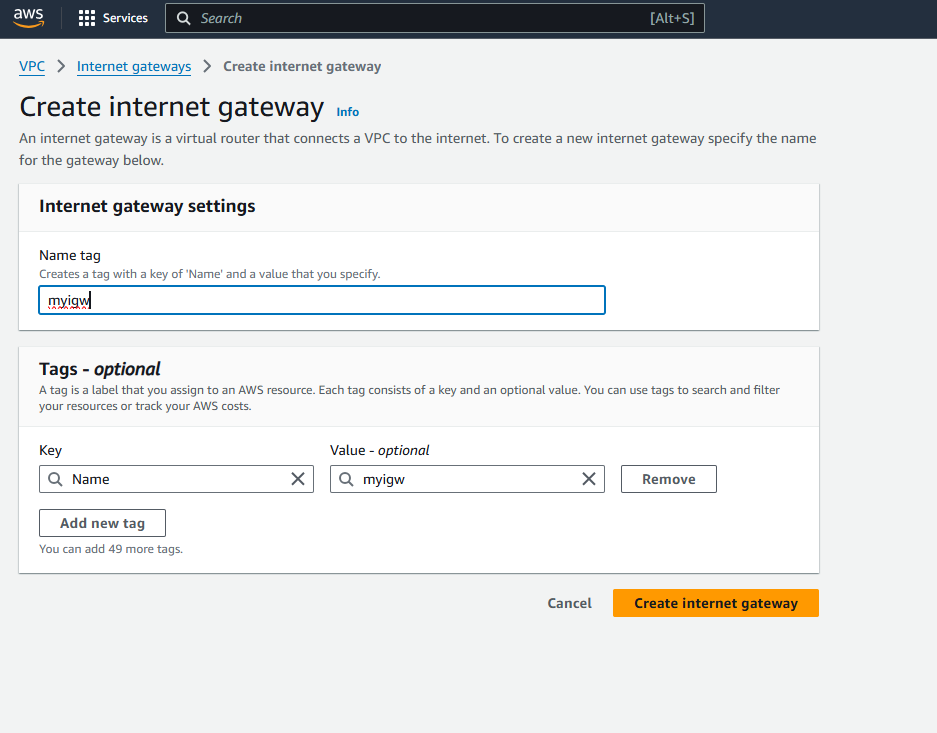 aws Services Search [Alt+S]
VPC > Internet gateways > Create internet gateway
Create internet gateway Info
An internet gateway is a virtual router that connects a VPC to the internet. To create a new internet gateway specify the name
for the gateway below.
Internet gateway settings
Name tag
Creates a tag with a key of 'Name' and a value that you specify.
myigw
Tags - optional
A tag is a label that you assign to an AWS resource. Each tag consists of a key and an optional value. You can use tags to search and filter
your resources or track your AWS costs.
Key Value - optional
Name myigw Remove
Add new tag
You can add 49 more tags.
Cancel Create internet gateway